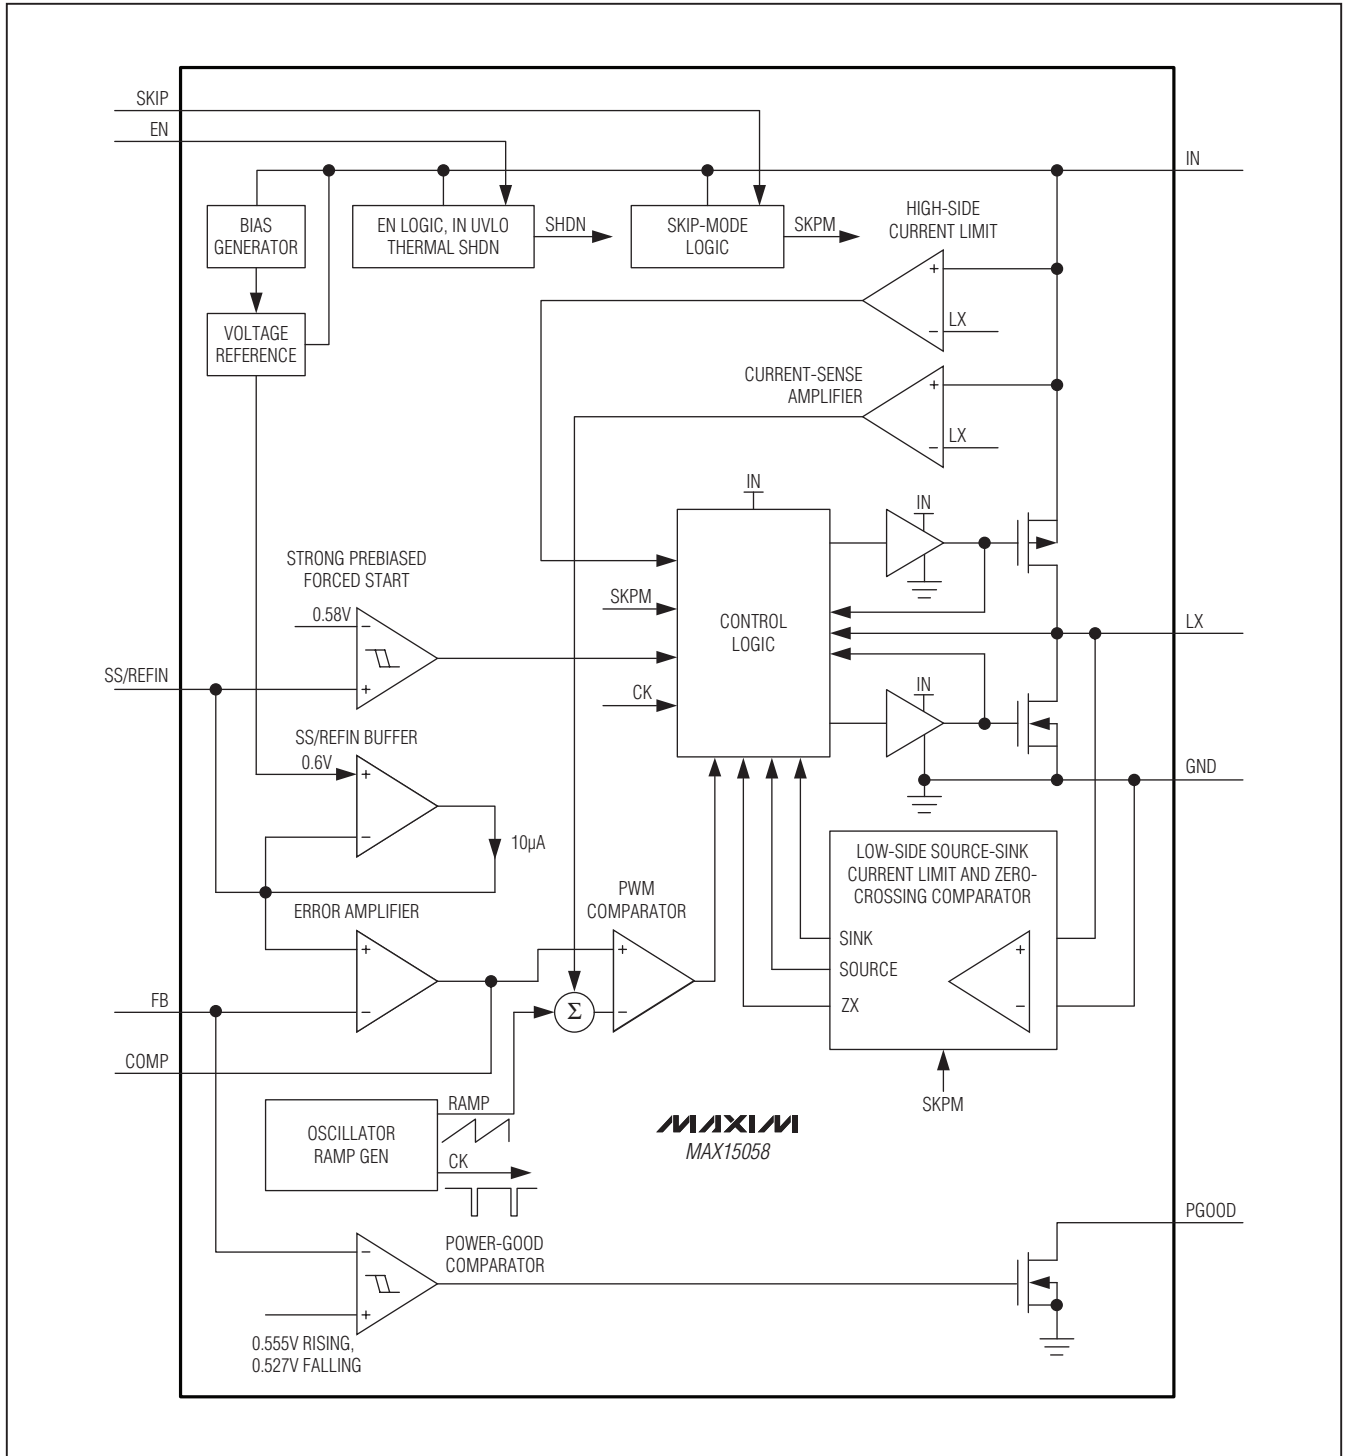 SKIP
EN
IN
BIAS
GENERATOR
EN LOGIC, IN UVLO
THERMAL SHDN
SHDN
SKIP-MODE
LOGIC
SKPM
HIGH-SIDE
CURRENT LIMIT
+
−
LX
VOLTAGE
REFERENCE
CURRENT-SENSE
AMPLIFIER
+
−
LX
IN
IN
STRONG PREBIASED
FORCED START
0.58V
−
+
SKPM
CONTROL
LOGIC
CK
LX
SS/REFIN
IN
SS/REFIN BUFFER
0.6V
+
−
10µA
GND
LOW-SIDE SOURCE-SINK
CURRENT LIMIT AND ZERO-
CROSSING COMPARATOR
SINK
SOURCE
ZX
+
−
SKPM
ERROR AMPLIFIER
+
−
PWM
COMPARATOR
+
−
Σ
FB
COMP
OSCILLATOR
RAMP GEN
RAMP
CK
MAXIM
MAX15058
PGOOD
POWER-GOOD
COMPARATOR
−
+
0.555V RISING,
0.527V FALLING